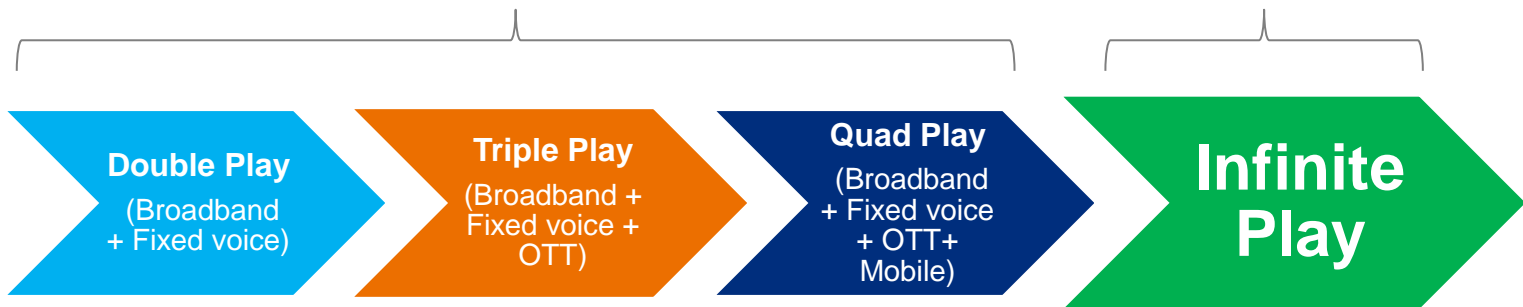 Double Play
(Broadband
+ Fixed voice)
Triple Play
(Broadband +
Fixed voice +
OTT)
Quad Play
(Broadband
+ Fixed voice
+ OTT+
Mobile)
Infinite
Play